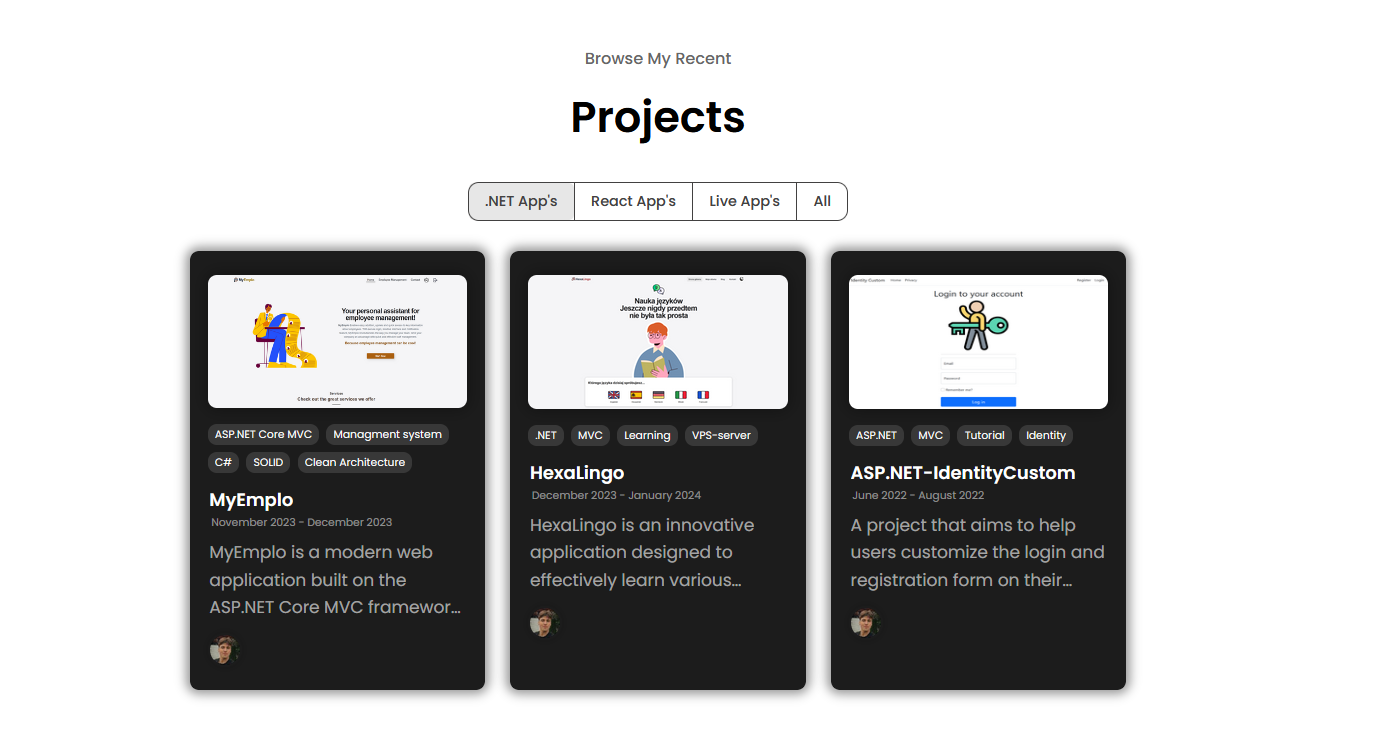 Browse My Recent
Projects
.NET App's React App's Live App's All
MyEmplo
Your personal assistant for
employee management!
Because employee management can be cool!
Services
Check out the great services we offer
ASP.NET Core MVC Managment system
C# SOLID Clean Architecture
MyEmplo
November 2023 - December 2023
MyEmplo is a modern web
application built on the
ASP.NET Core MVC framewor...
Nauka języków
Jeszcze nigdy przedtem
nie była tak prosta
.NET MVC Learning VPS-server
HexaLingo
December 2023 - January 2024
HexaLingo is an innovative
application designed to
effectively learn various...
Identity Custom Home Privacy Register Login
Login to your account
Email
Password
Remember me?
Log in
ASP.NET MVC Tutorial Identity
ASP.NET-IdentityCustom
June 2022 - August 2022
A project that aims to help
users customize the login and
registration form on their...